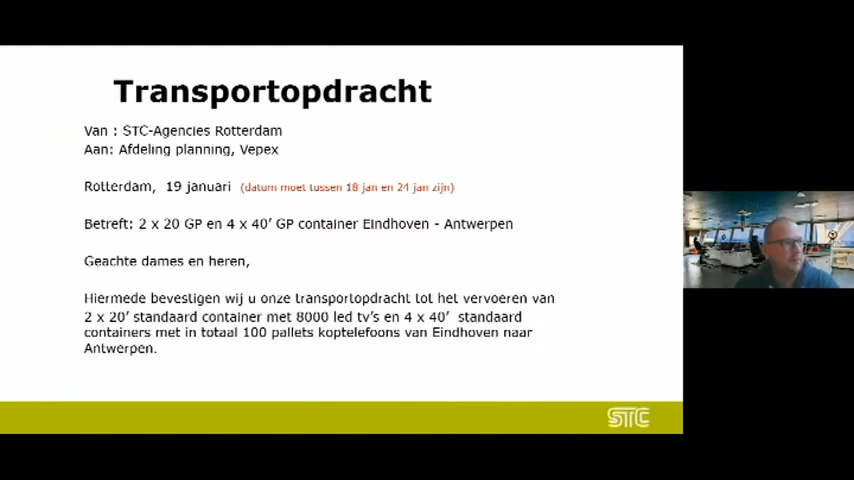 Transportopdracht
Van : STC-Agencies Rotterdam
Aan: Afdeling planning, Vepex
Rotterdam, 19 januari (datum moet tussen 18 jan en 24 jan zijn)
Betreft: 2 x 20 GP en 4 x 40’ GP container Eindhoven - Antwerpen
Geachte dames en heren,
Hiermede bevestigen wij u onze transportopdracht tot het vervoeren van
2 x 20’ standaard container met 8000 led tv’s en 4 x 40’ standaard
containers met in totaal 100 pallets koptelefoons van Eindhoven naar
Antwerpen.
STC